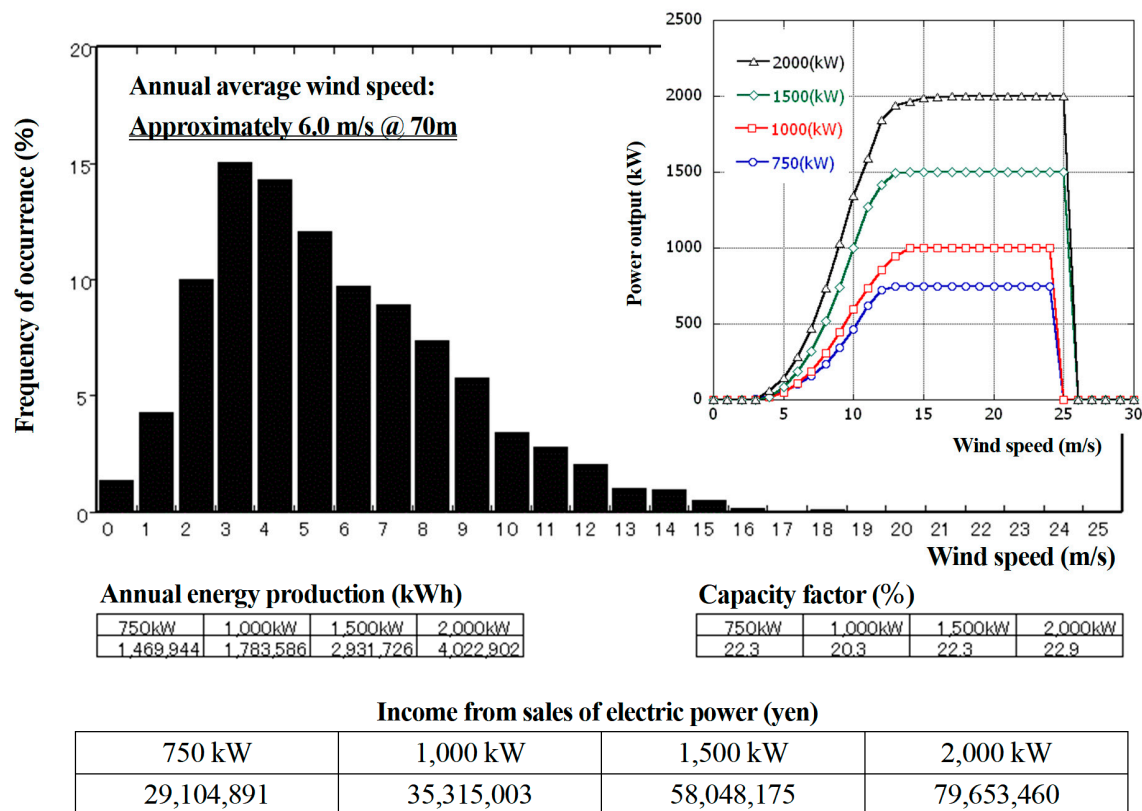 Annual average wind speed:
Approximately 6.0 m/s @ 70m
Frequency of occurrence (%)
20
15
10
5
0
0 1 2 3 4 5 6 7 8 9 10 11 12 13 14 15 16 17 18 19 20 21 22 23 24 25
Wind speed (m/s)
2000(kW)
1500(kW)
1000(kW)
750(kW)
Power output (kW)
2500
2000
1500
1000
500
0
0 5 10 15 20 25 30
Wind speed (m/s)
Annual energy production (kWh)
750kW 1,000kW 1,500kW 2,000kW
1,469,944 1,783,586 2,931,726 4,022,902
Capacity factor (%)
750kW 1,000kW 1,500kW 2,000kW
22.3 20.3 22.3 22.9
Income from sales of electric power (yen)
750 kW 1,000 kW 1,500 kW 2,000 kW
29,104,891 35,315,003 58,048,175 79,653,460